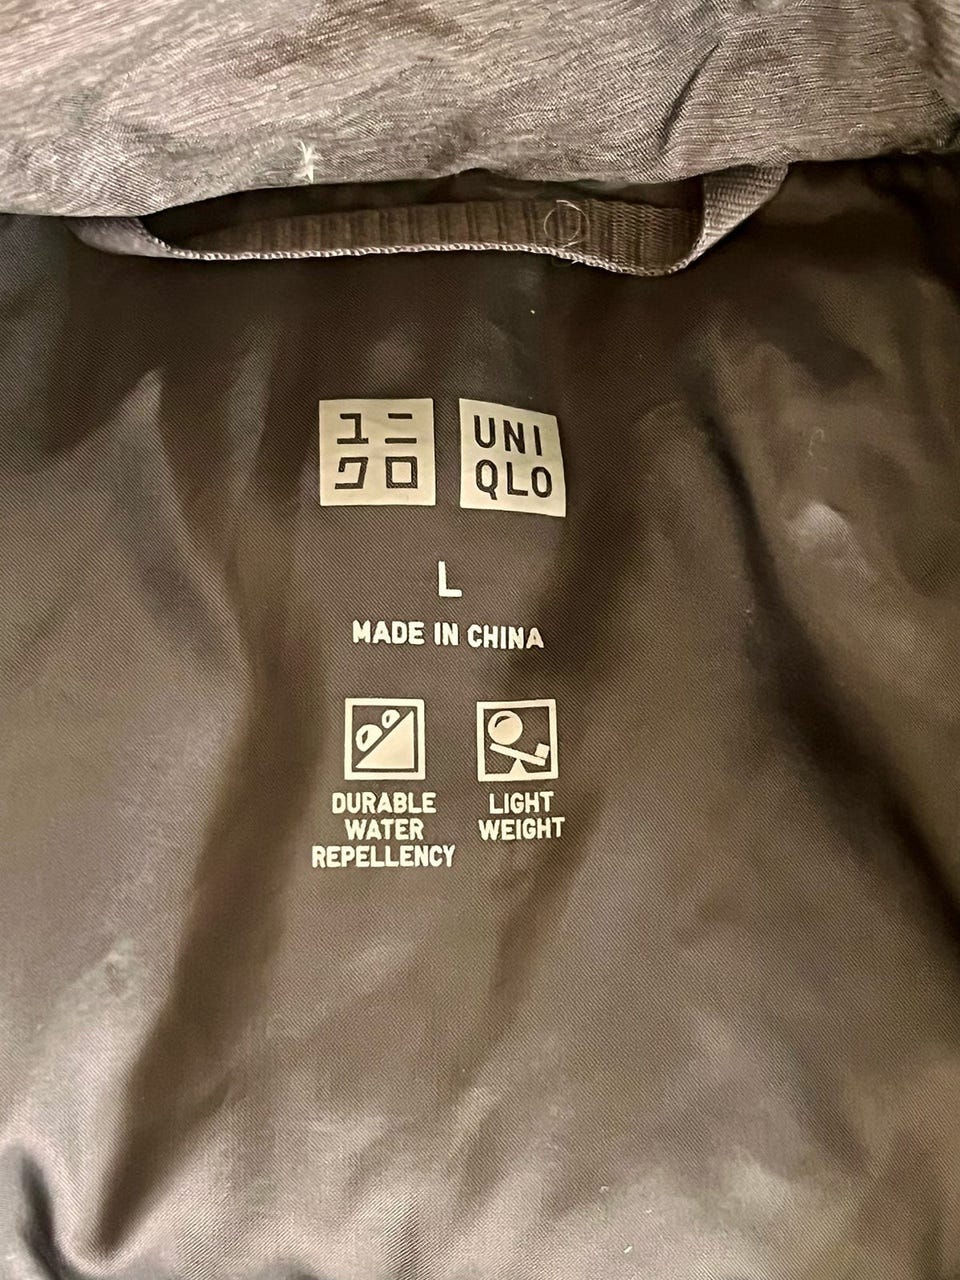 ユニ
クロ
UNI
QLO
L
MADE IN CHINA
DURABLE
WATER
REPELLENCY
LIGHT
WEIGHT